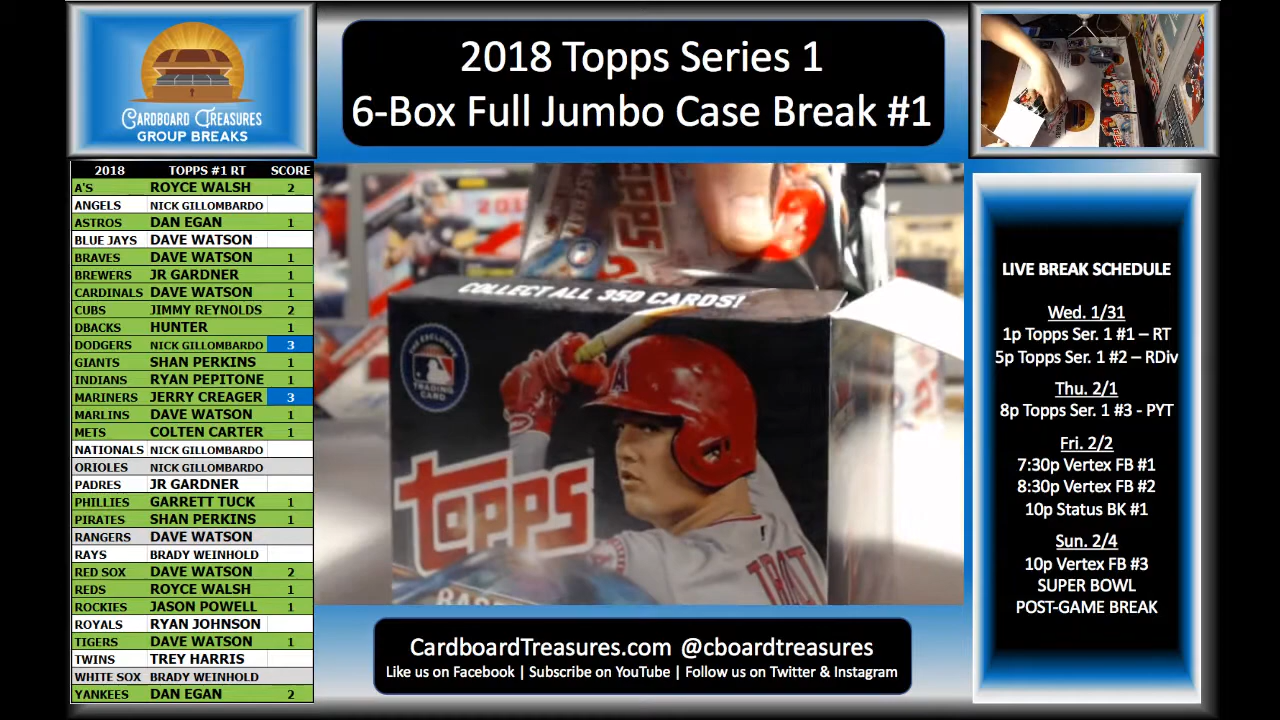 CARDBOARD TREASURES
GROUP BREAKS
2018 Topps Series 1
6-Box Full Jumbo Case Break #1
2018 TOPPS #1 RT SCORE
A'S ROYCE WALSH 2
ANGELS NICK GILLOMBARDO
ASTROS DAN EGAN 1
BLUE JAYS DAVE WATSON
BRAVES DAVE WATSON 1
BREWERS JR GARDNER 1
CARDINALS DAVE WATSON 1
CUBS JIMMY REYNOLDS 2
DBACKS HUNTER 1
DODGERS NICK GILLOMBARDO 3
GIANTS SHAN PERKINS 1
INDIANS RYAN PEPITONE 1
MARINERS JERRY CREAGER 3
MARLINS DAVE WATSON 1
METS COLTEN CARTER 1
NATIONALS NICK GILLOMBARDO
ORIOLES NICK GILLOMBARDO
PADRES JR GARDNER
PHILLIES GARRETT TUCK 1
PIRATES SHAN PERKINS 1
RANGERS DAVE WATSON
RAYS BRADY WEINHOLD
RED SOX DAVE WATSON 2
REDS ROYCE WALSH 1
ROCKIES JASON POWELL 1
ROYALS RYAN JOHNSON
TIGERS DAVE WATSON 1
TWINS TREY HARRIS
WHITE SOX BRADY WEINHOLD
YANKEES DAN EGAN 2
topps
COLLECT ALL 350 CARDS!
THE EXCLUSIVE
TRADING
CARD
A
topps
BAS
TROUT
CardboardTreasures.com @cboardtreasures
Like us on Facebook | Subscribe on YouTube | Follow us on Twitter & Instagram
LIVE BREAK SCHEDULE
Wed. 1/31
1p Topps Ser. 1 #1 – RT
5p Topps Ser. 1 #2 – RDiv
Thu. 2/1
8p Topps Ser. 1 #3 - PYT
Fri. 2/2
7:30p Vertex FB #1
8:30p Vertex FB #2
10p Status BK #1
Sun. 2/4
10p Vertex FB #3
SUPER BOWL
POST-GAME BREAK